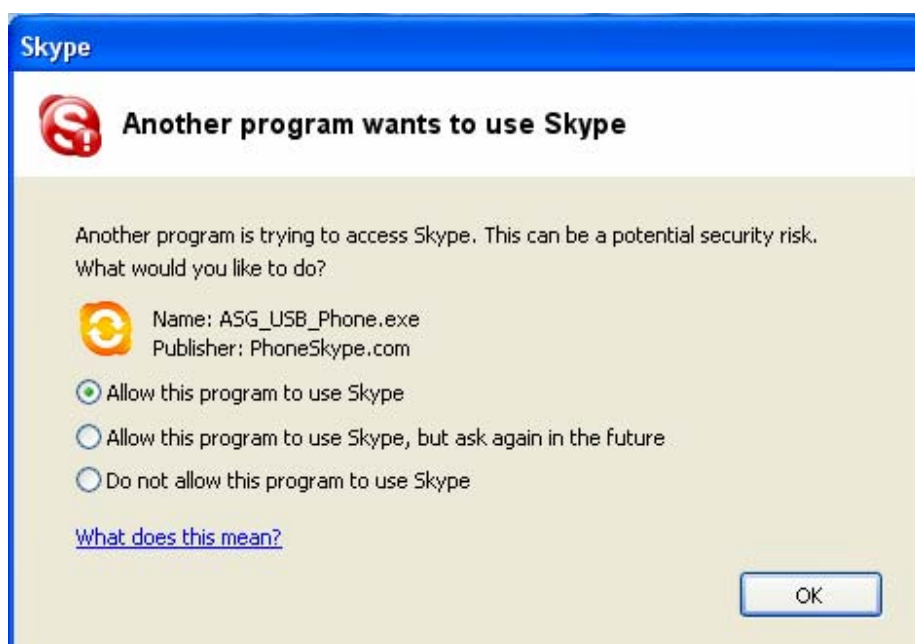 Skype
Another program wants to use Skype
Another program is trying to access Skype. This can be a potential security risk.
What would you like to do?
Name: ASG_USB_Phone.exe
Publisher: PhoneSkype.com
Allow this program to use Skype
Allow this program to use Skype, but ask again in the future
Do not allow this program to use Skype
What does this mean?
OK